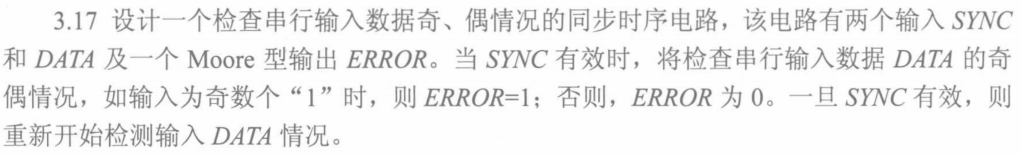 3.17 设计一个检查串行输入数据奇、偶情况的同步时序电路，该电路有两个输入 SYNC
和 DATA 及一个 Moore 型输出 ERROR。当 SYNC 有效时，将检查串行输入数据 DATA 的奇
偶情况，如输入为奇数个“1”时，则 ERROR=1；否则，ERROR 为 0。一旦 SYNC 有效，则
重新开始检测输入 DATA 情况。